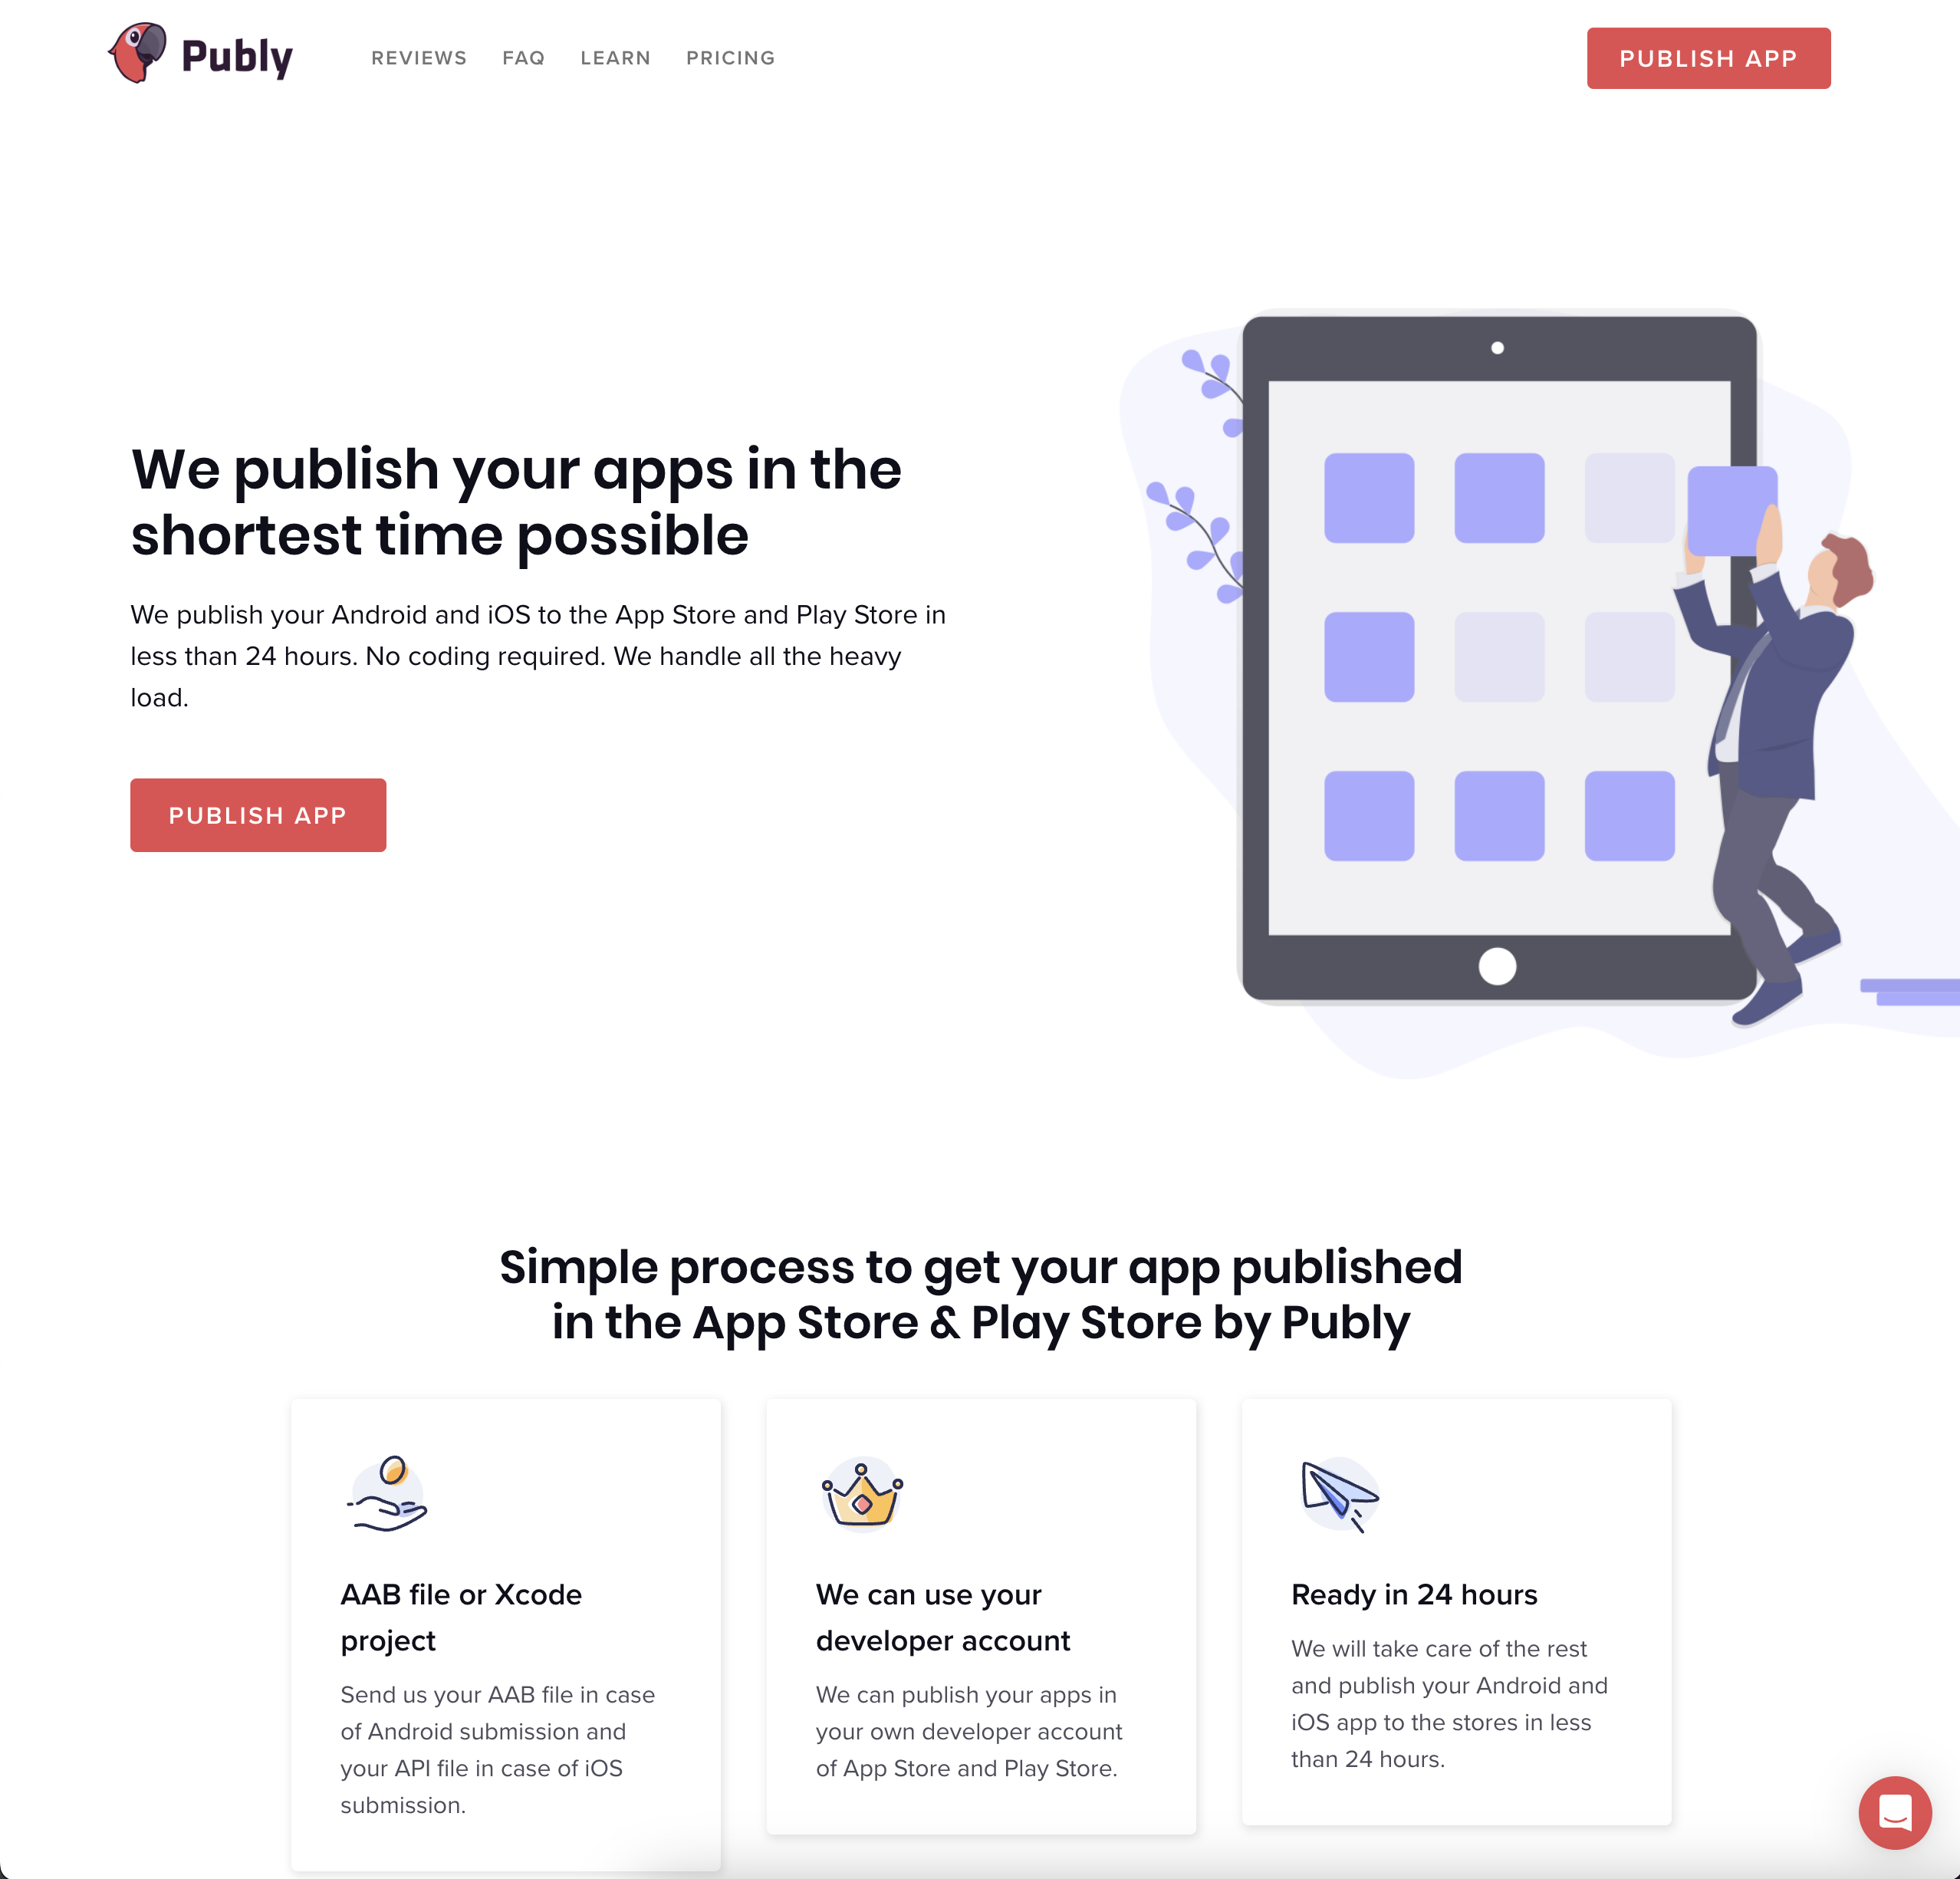 Publy
REVIEWS FAQ LEARN PRICING
PUBLISH APP
We publish your apps in the
shortest time possible
We publish your Android and iOS to the App Store and Play Store in
less than 24 hours. No coding required. We handle all the heavy
load.
PUBLISH APP
Simple process to get your app published
in the App Store & Play Store by Publy
AAB file or Xcode
project
Send us your AAB file in case
of Android submission and
your API file in case of iOS
submission.
We can use your
developer account
We can publish your apps in
your own developer account
of App Store and Play Store.
Ready in 24 hours
We will take care of the rest
and publish your Android and
iOS app to the stores in less
than 24 hours.